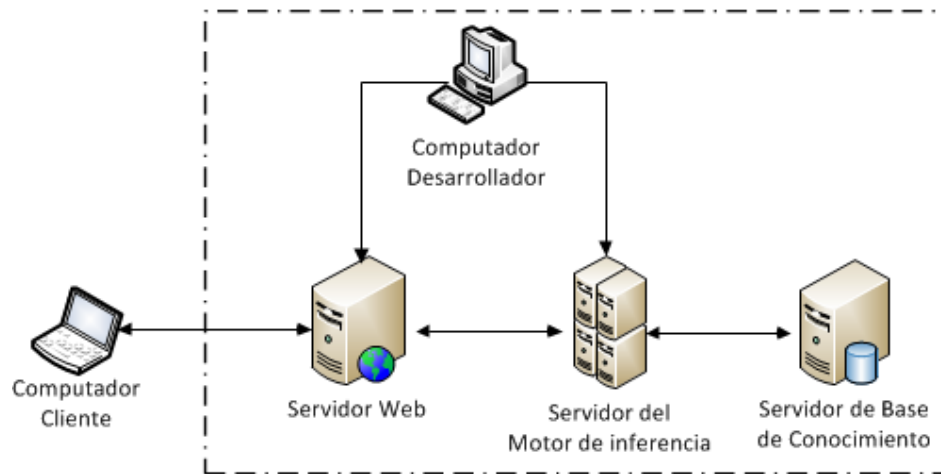 Computador
Desarrollador
Computador
Cliente
Servidor Web
Servidor del
Motor de inferencia
Servidor de Base
de Conocimiento